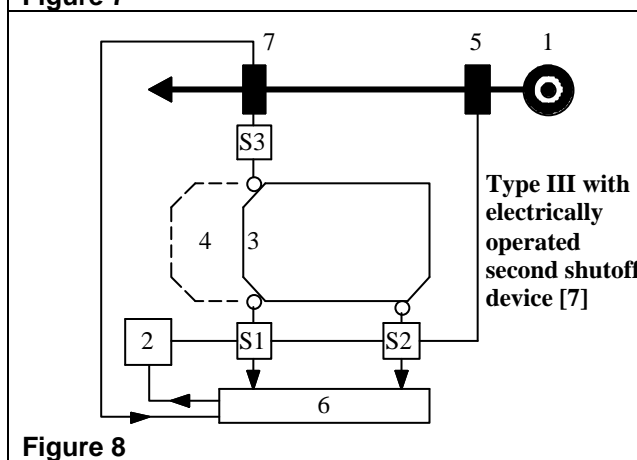 Figure 7
7 5 1
S3
Type III with
electrically
operated
second shutoff
device [7]
4 3
2 S1 S2
6
Figure 8